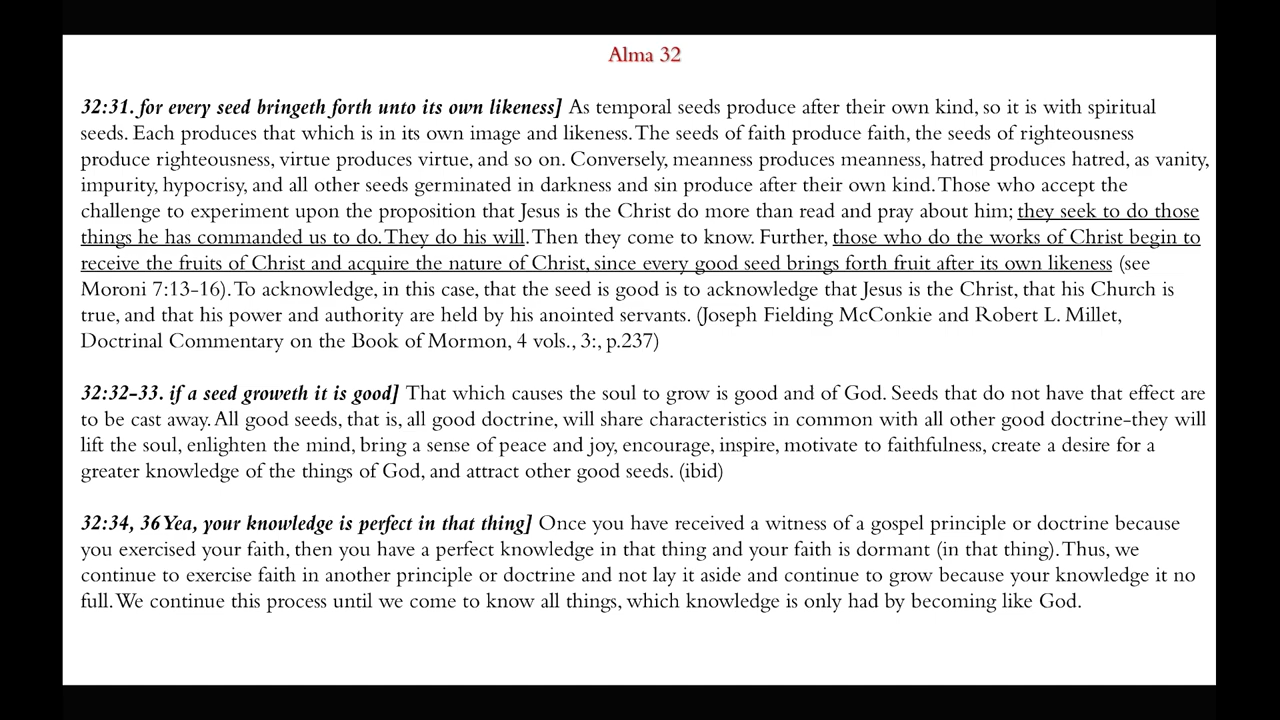 Alma 32
32:31. for every seed bringeth forth unto its own likeness] As temporal seeds produce after their own kind, so it is with spiritual
seeds. Each produces that which is in its own image and likeness. The seeds of faith produce faith, the seeds of righteousness
produce righteousness, virtue produces virtue, and so on. Conversely, meanness produces meanness, hatred produces hatred, as vanity,
impurity, hypocrisy, and all other seeds germinated in darkness and sin produce after their own kind. Those who accept the
challenge to experiment upon the proposition that Jesus is the Christ do more than read and pray about him; they seek to do those
things he has commanded us to do. They do his will. Then they come to know. Further, those who do the works of Christ begin to
receive the fruits of Christ and acquire the nature of Christ, since every good seed brings forth fruit after its own likeness (see
Moroni 7:13-16). To acknowledge, in this case, that the seed is good is to acknowledge that Jesus is the Christ, that his Church is
true, and that his power and authority are held by his anointed servants. (Joseph Fielding McConkie and Robert L. Millet,
Doctrinal Commentary on the Book of Mormon, 4 vols., 3:, p.237)
32:32-33. if a seed groweth it is good] That which causes the soul to grow is good and of God. Seeds that do not have that effect are
to be cast away. All good seeds, that is, all good doctrine, will share characteristics in common with all other good doctrine-they will
lift the soul, enlighten the mind, bring a sense of peace and joy, encourage, inspire, motivate to faithfulness, create a desire for a
greater knowledge of the things of God, and attract other good seeds. (ibid)
32:34, 36 Yea, your knowledge is perfect in that thing] Once you have received a witness of a gospel principle or doctrine because
you exercised your faith, then you have a perfect knowledge in that thing and your faith is dormant (in that thing). Thus, we
continue to exercise faith in another principle or doctrine and not lay it aside and continue to grow because your knowledge it no
full. We continue this process until we come to know all things, which knowledge is only had by becoming like God.